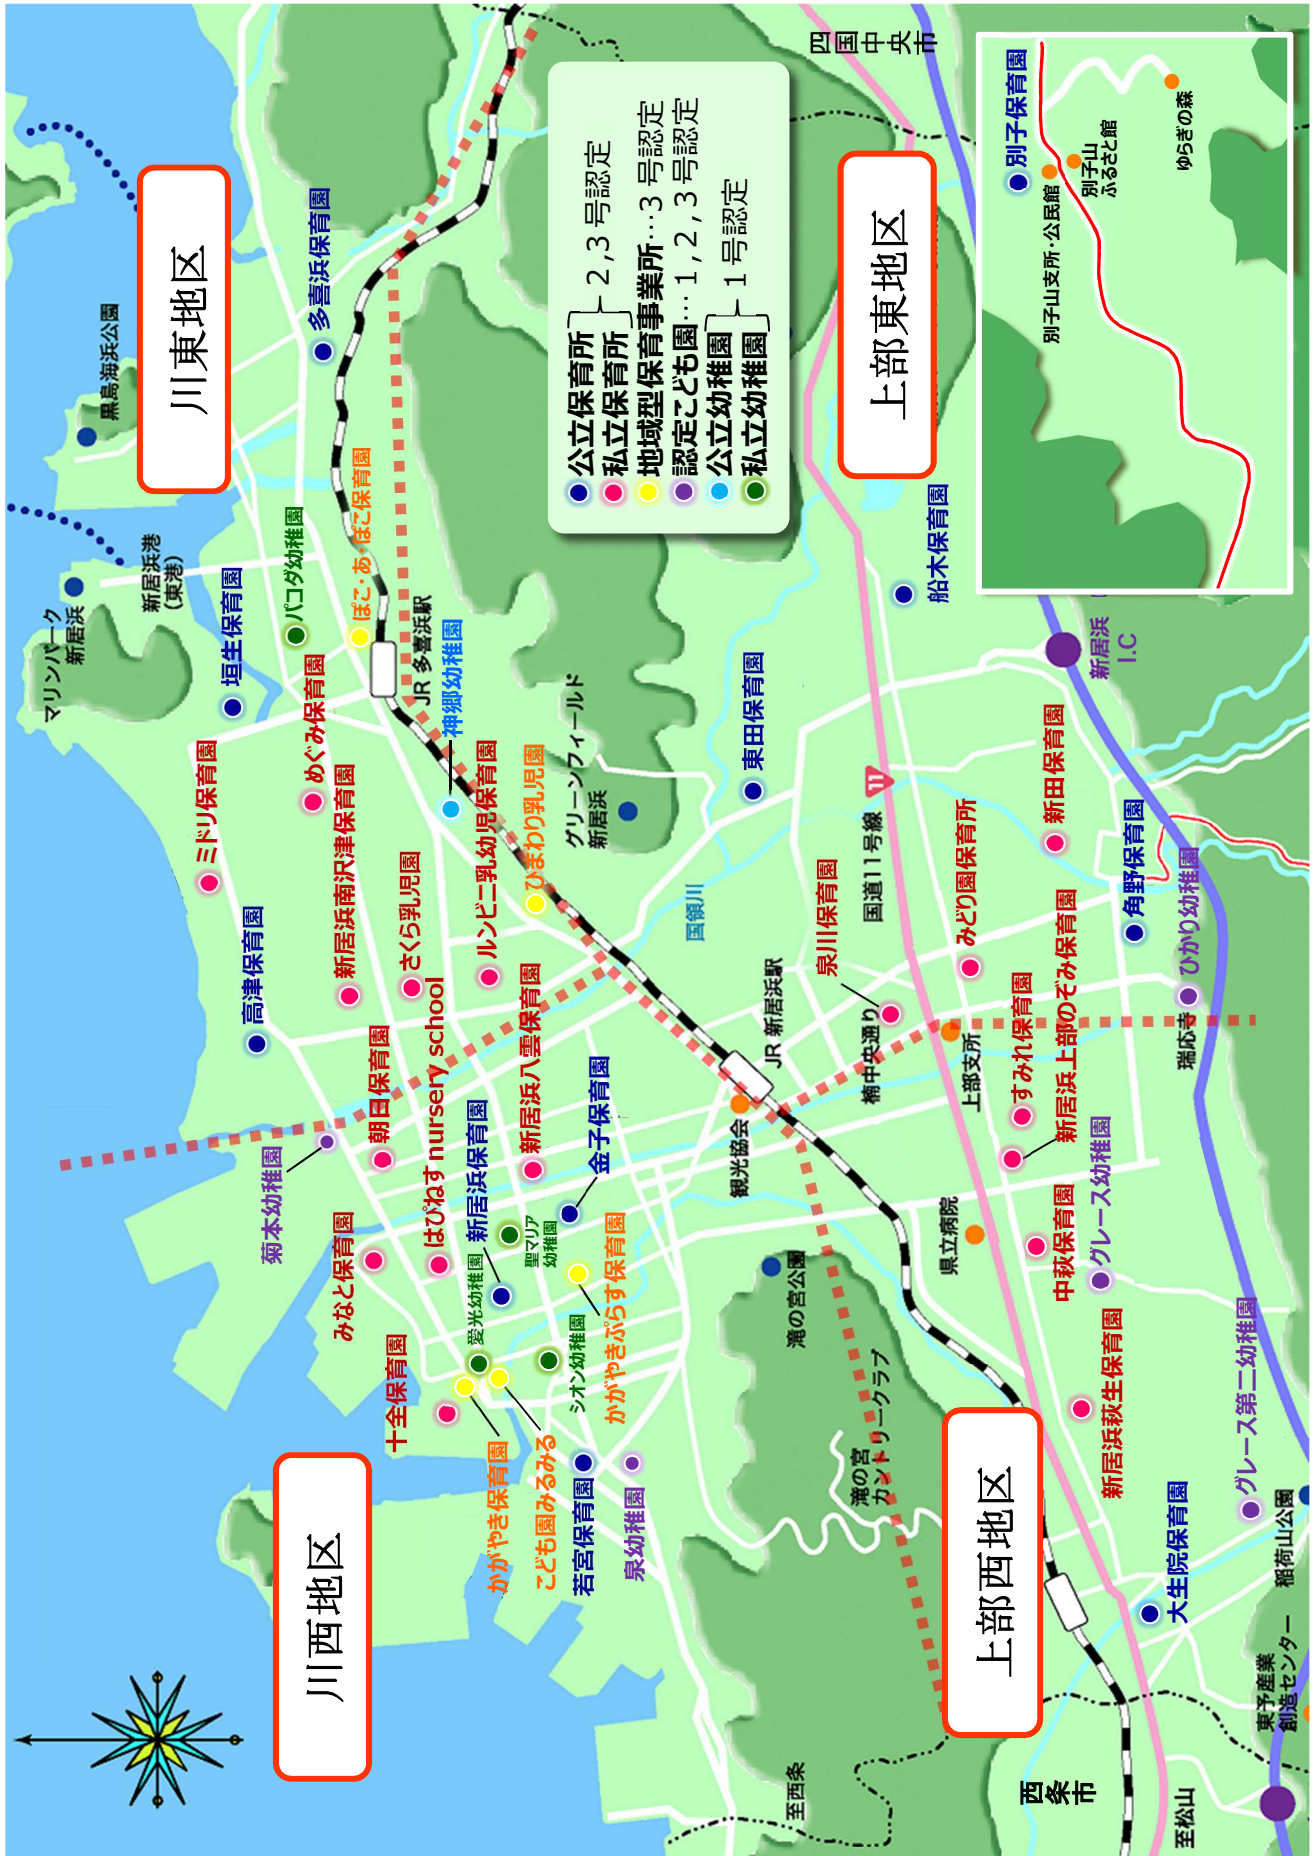 川西地区
川東地区
上部西地区
上部東地区
公立保育所
私立保育所
2,3号認定
地域型保育事業所…3号認定
認定こども園…1,2,3号認定
公立幼稚園
私立幼稚園
1号認定
マリンパーク
新居浜
新居浜港
(東港)
黒島海浜公園
多喜浜保育園
垣生保育園
パコダ幼稚園
ぽこ・あ・ぽこ保育園
JR 多喜浜駅
神郷幼稚園
めぐみ保育園
ミドリ保育園
新居浜南沢津保育園
高津保育園
さくら乳児園
ルンビニ乳幼児保育園
ひまわり乳児園
グリーンフィールド
新居浜
東田保育園
船木保育園
国領川
国道11号線
11
新居浜
I.C
四国中央市
別子保育園
別子山支所・公民館
別子山
ふるさと館
ゆらぎの森
菊本幼稚園
朝日保育園
はぴねす nursery school
新居浜八雲保育園
新居浜保育園
金子保育園
みなと保育園
聖マリア
幼稚園
愛光幼稚園
シオン幼稚園
かがやきぷらす保育園
十全保育園
かがやき保育園
こども園みるみる
若宮保育園
泉幼稚園
JR 新居浜駅
観光協会
楠中央通り
泉川保育園
みどり園保育所
新田保育園
角野保育園
ひかり幼稚園
瑞応寺
上部支所
すみれ保育園
新居浜上部のぞみ保育園
グレース幼稚園
中萩保育園
県立病院
滝の宮公園
滝の宮
カントリークラブ
新居浜萩生保育園
グレース第二幼稚園
大生院保育園
稲荷山公園
東予産業
創造センター
至西条
西条市
至松山